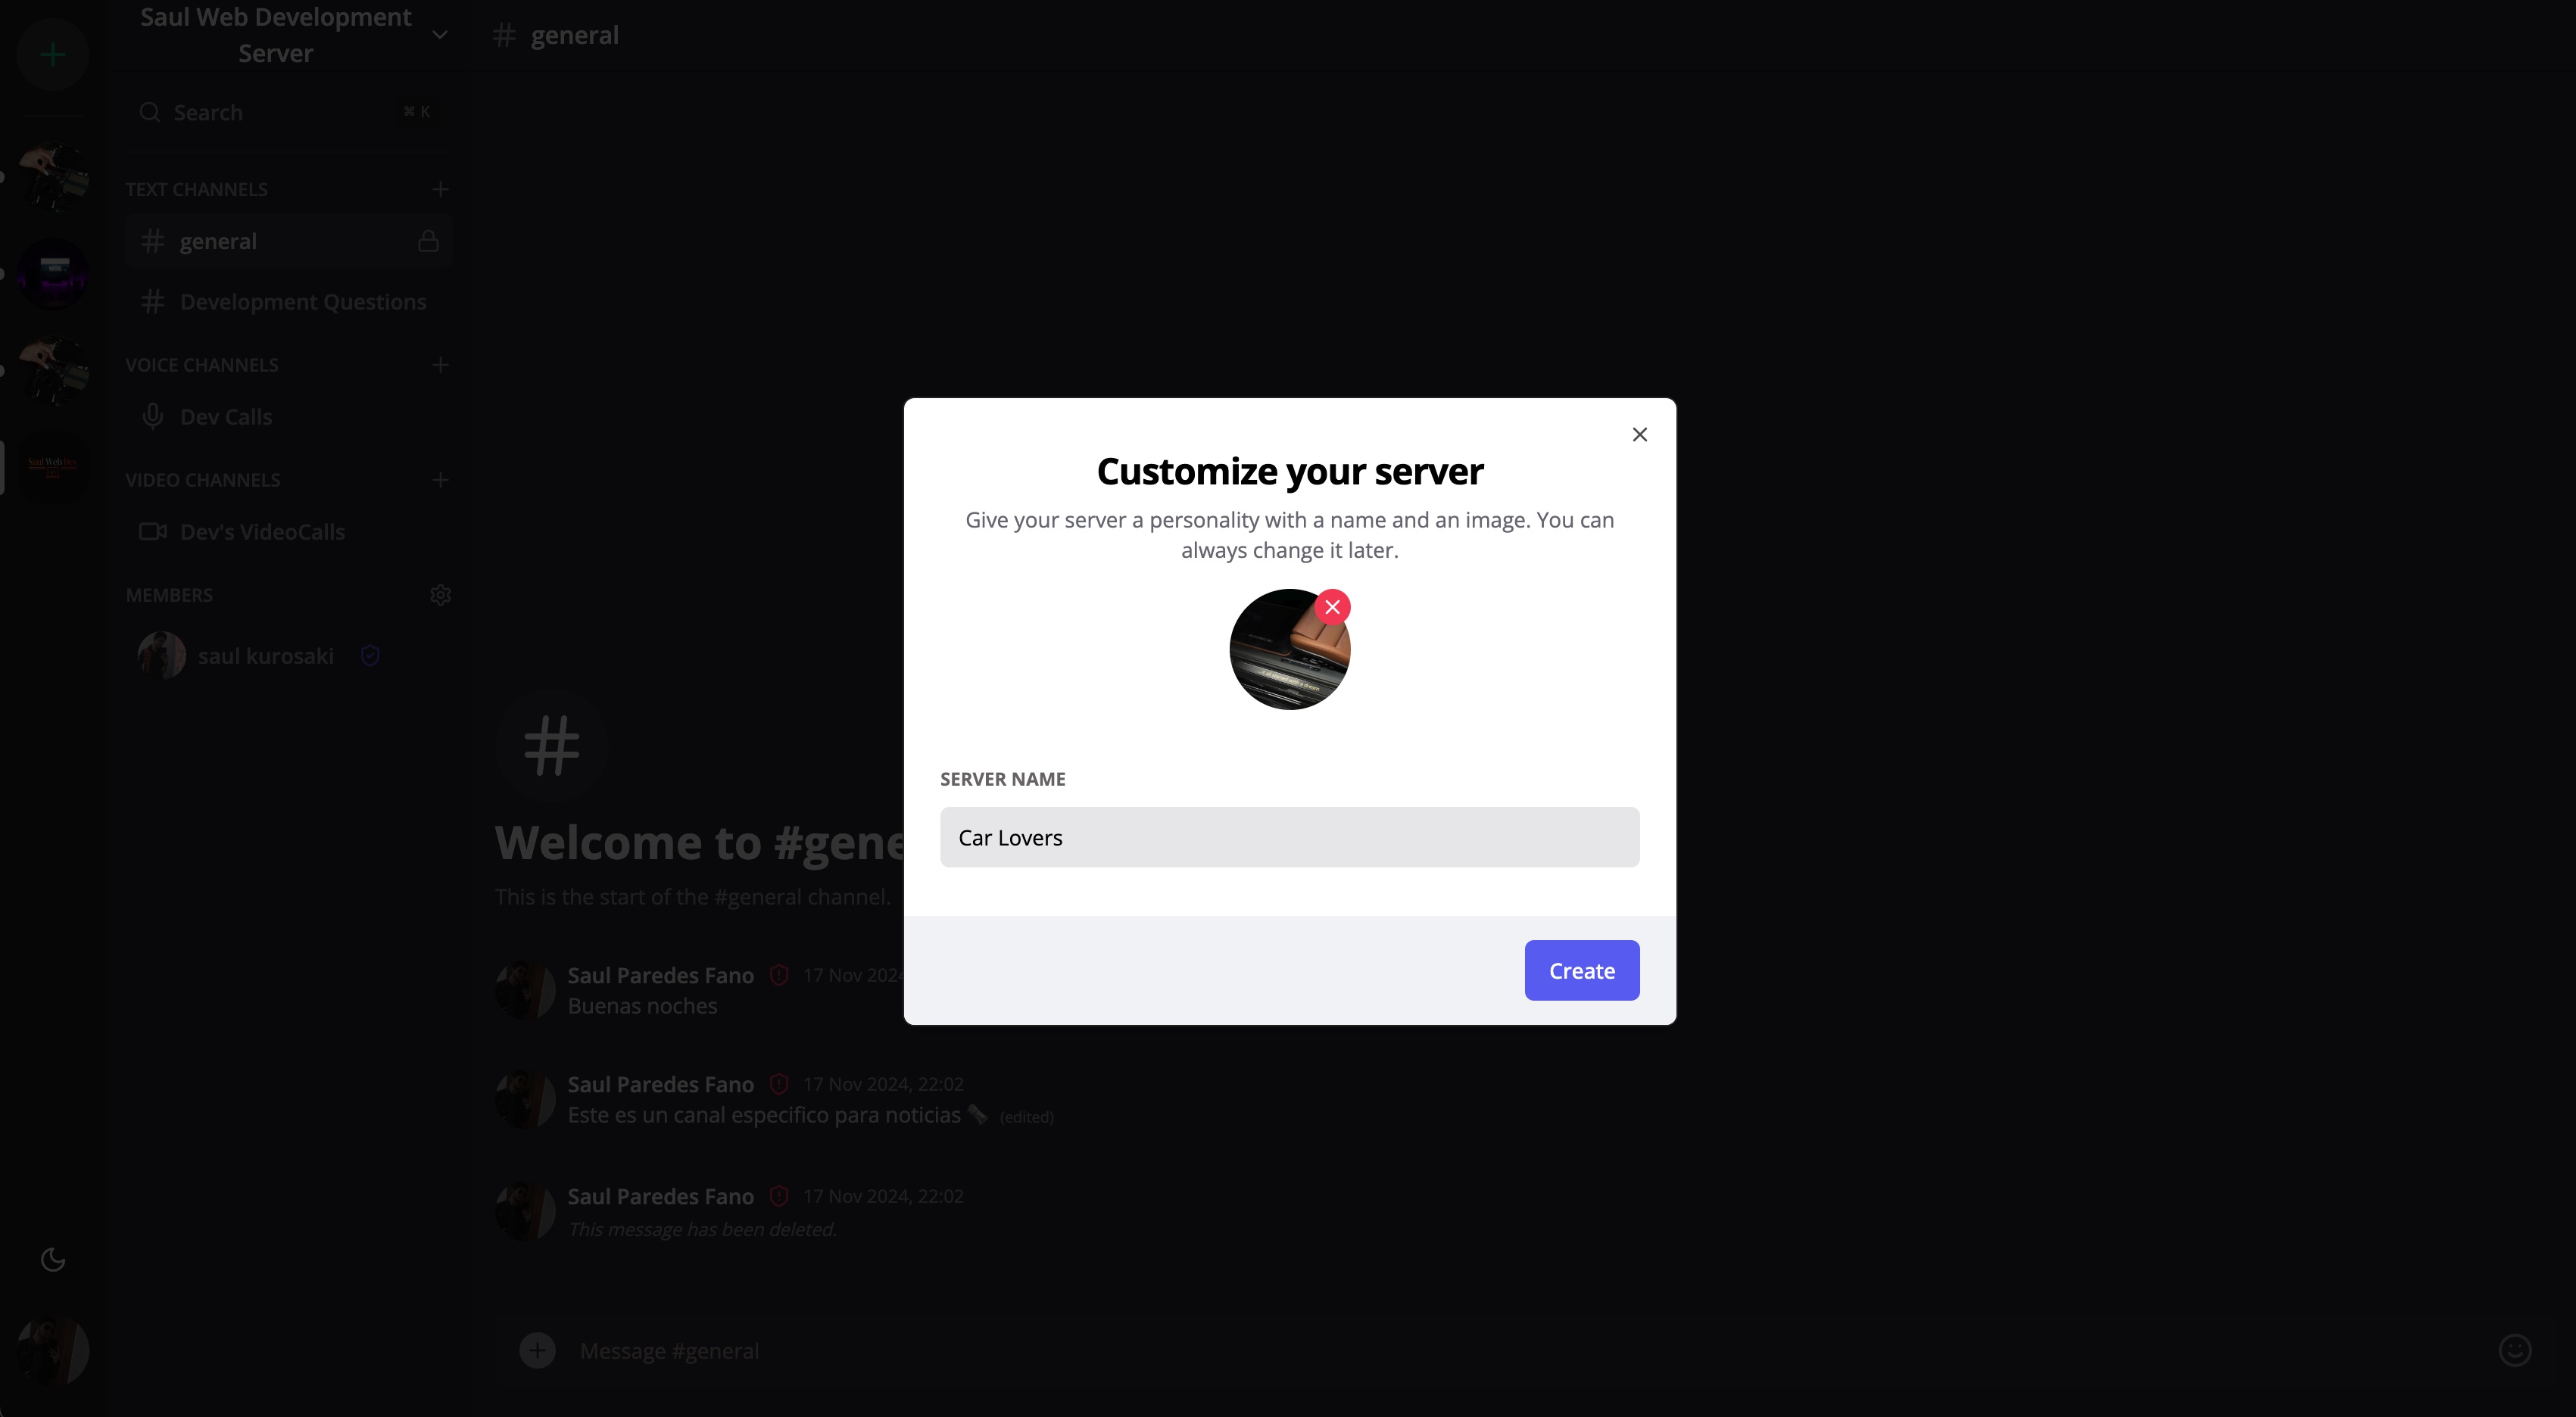 Saul Web Development
Server
# general
Search
⌘ K
TEXT CHANNELS
general
Development Questions
VOICE CHANNELS
Dev Calls
VIDEO CHANNELS
Dev's VideoCalls
MEMBERS
saul kurosaki
Saul Web Dev
Customize your server
Give your server a personality with a name and an image. You can
always change it later.
SERVER NAME
Car Lovers
Create
Welcome to #gene
This is the start of the #general channel.
Saul Paredes Fano 17 Nov 2024
Buenas noches
Saul Paredes Fano 17 Nov 2024, 22:02
Este es un canal especifico para noticias (edited)
Saul Paredes Fano 17 Nov 2024, 22:02
This message has been deleted.
Message #general